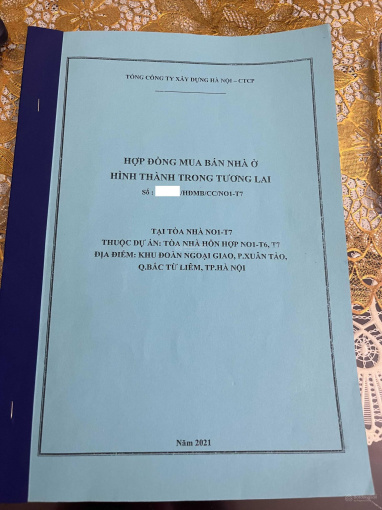 TỔNG CÔNG TY XÂY DỰNG HÀ NỘI – CTCP
HỢP ĐỒNG MUA BÁN NHÀ Ở
HÌNH THÀNH TRONG TƯƠNG LAI
Số : /HĐMB/CC/NO1-T7
TẠI TÒA NHÀ NO1-T7
THUỘC DỰ ÁN: TÒA NHÀ HỖN HỢP NO1-T6, T7
ĐỊA ĐIỂM: KHU ĐOÀN NGOẠI GIAO, P.XUÂN TẢO,
Q.BẮC TỪ LIÊM, TP.HÀ NỘI
Năm 2021